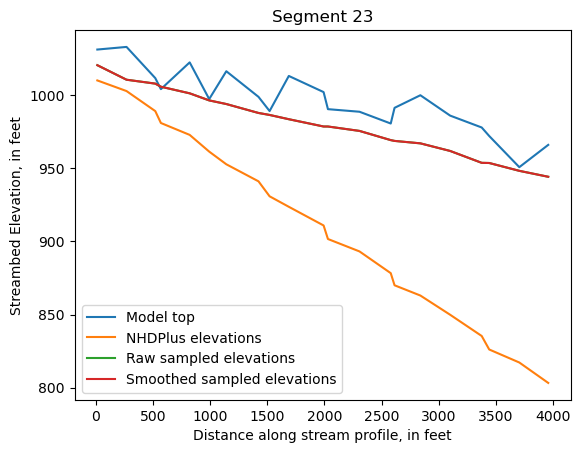 Segment 23
Streambed Elevation, in feet
1000
950
900
850
800
Model top
NHDPlus elevations
Raw sampled elevations
Smoothed sampled elevations
0 500 1000 1500 2000 2500 3000 3500 4000
Distance along stream profile, in feet